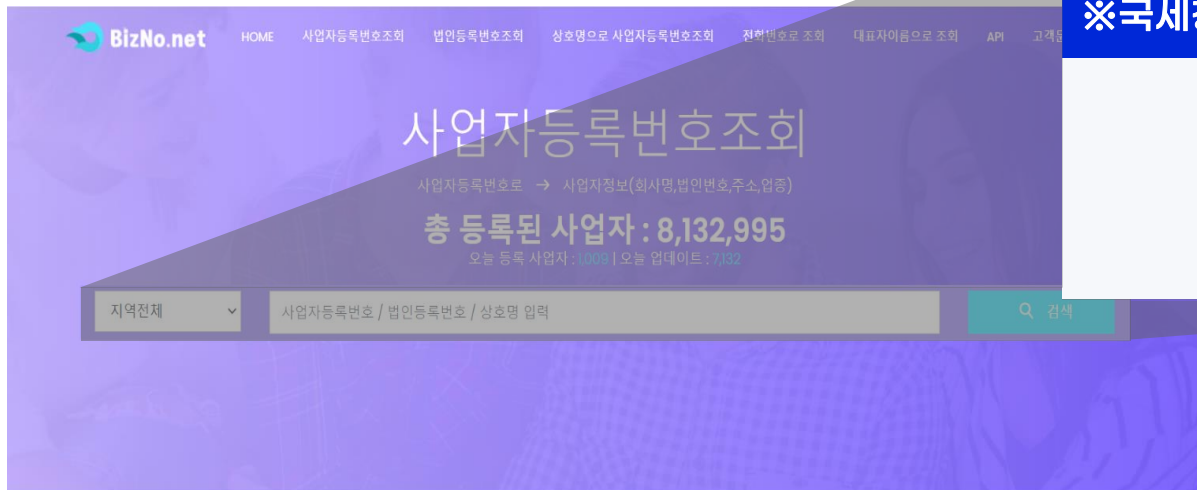 ※국세
BizNo.net HOME 사업자등록번호조회 법인등록번호조회 상호명으로 사업자등록번호조회 전화번호로 조회 대표자이름으로 조회 API 고객
사업자등록번호조회
사업자등록번호로 → 사업자정보(회사명,법인번호,주소,업종)
총 등록된 사업자 : 8,132,995
오늘 등록 사업자 : 1,009 | 오늘 업데이트 : 7,132
지역전체 사업자등록번호 / 법인등록번호 / 상호명 입력 검색